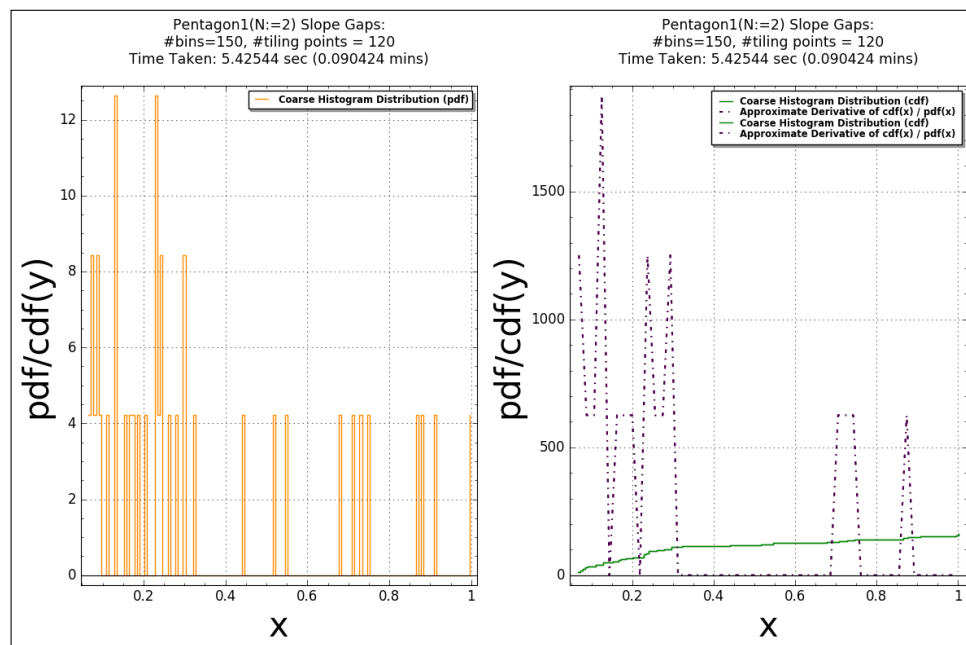 Pentagon1(N:=2) Slope Gaps:
#bins=150, #tiling points = 120
Time Taken: 5.42544 sec (0.090424 mins)
Coarse Histogram Distribution (pdf)
pdf/cdf(y)
12
10
8
6
4
2
0
0.2
0.4
0.6
0.8
1
x
Pentagon1(N:=2) Slope Gaps:
#bins=150, #tiling points = 120
Time Taken: 5.42544 sec (0.090424 mins)
Coarse Histogram Distribution (cdf)
Approximate Derivative of cdf(x) / pdf(x)
Coarse Histogram Distribution (cdf)
Approximate Derivative of cdf(x) / pdf(x)
pdf/cdf(y)
1500
1000
500
0
0.2
0.4
0.6
0.8
1
x